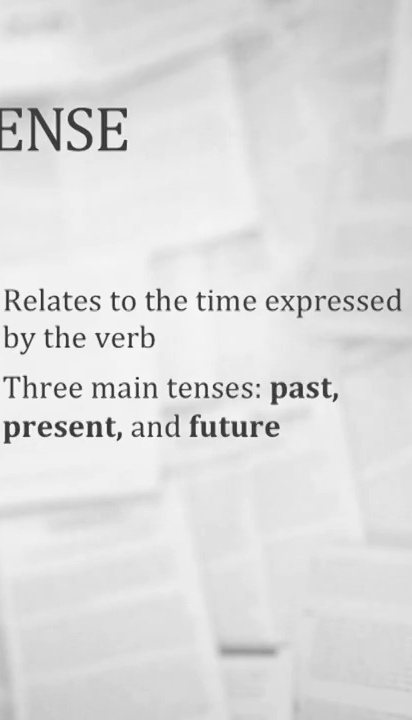 ENSE
Relates to the time expressed
by the verb
Three main tenses: past,
present, and future